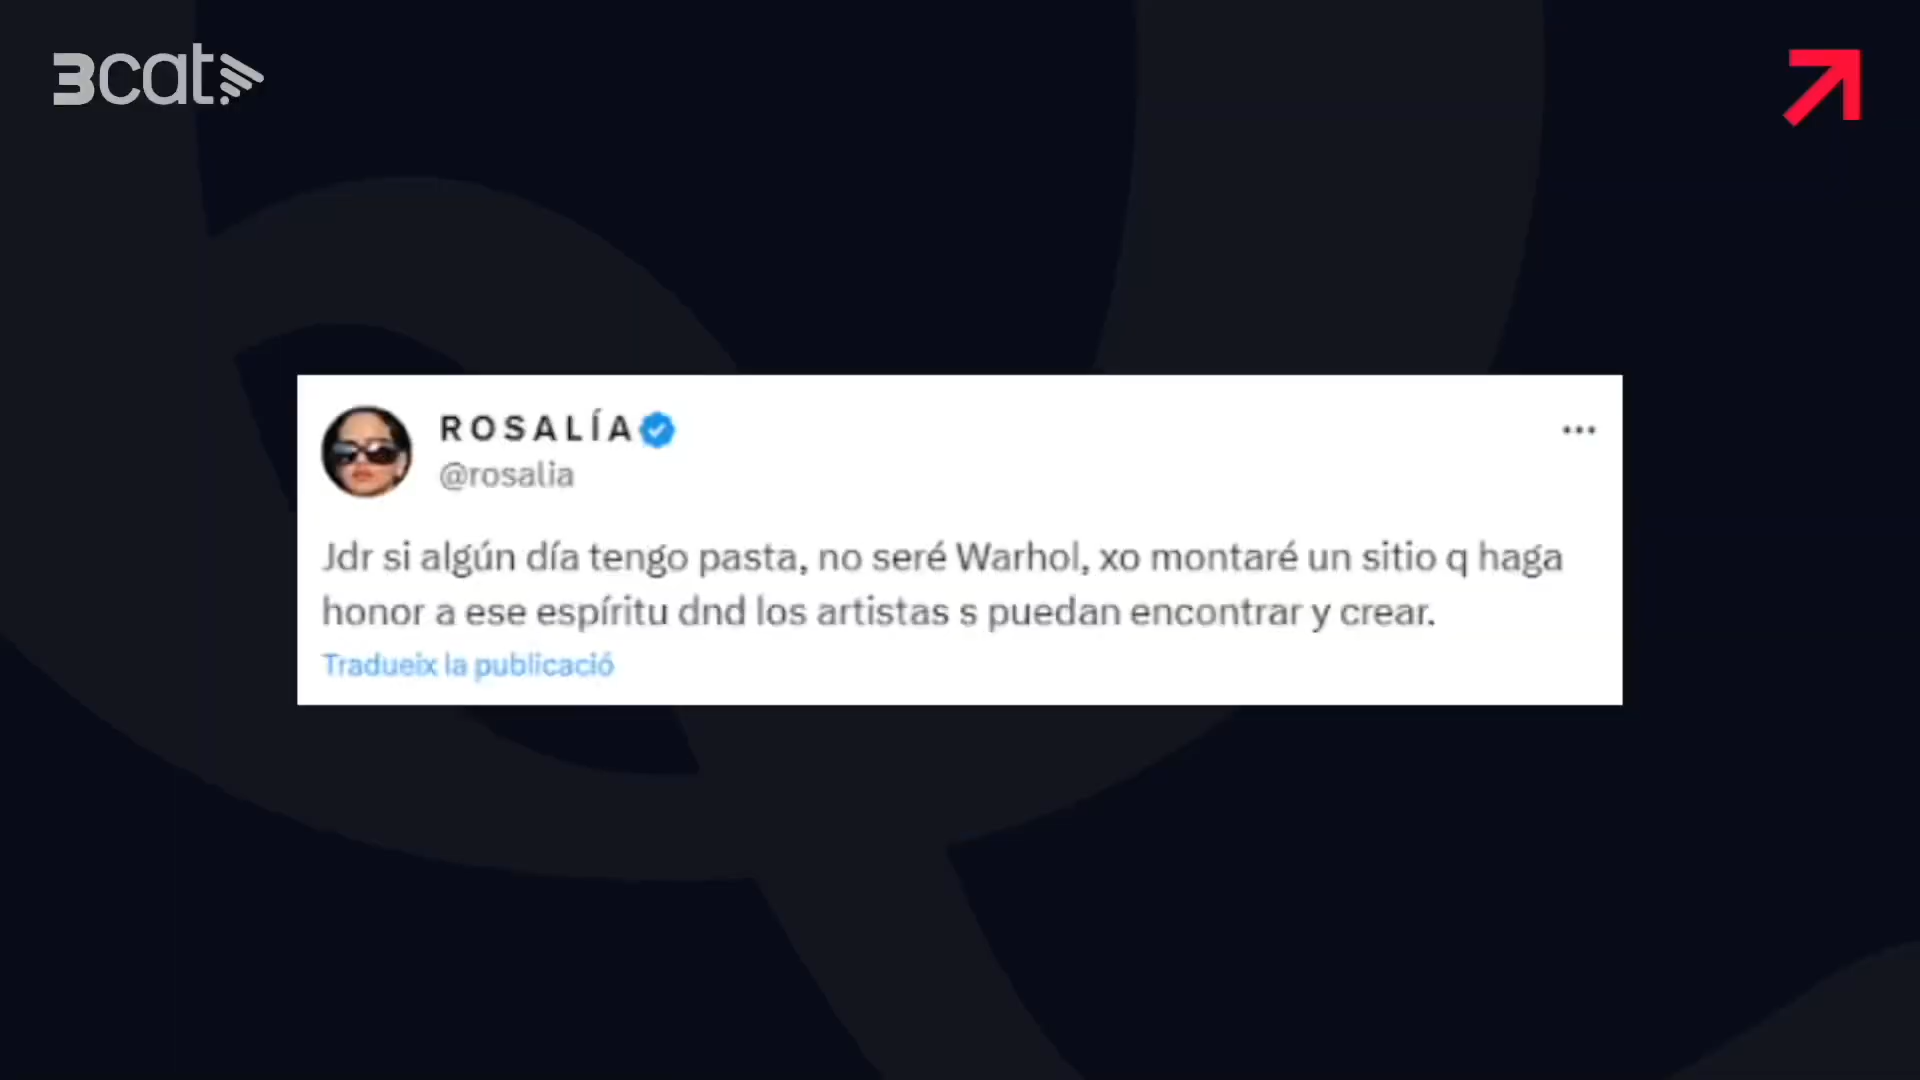 3cat
ROSALÍA
@rosalia
Jdr si algún día tengo pasta, no seré Warhol, xo montaré un sitio q haga
honor a ese espíritu dnd los artistas s puedan encontrar y crear.
Tradueix la publicació